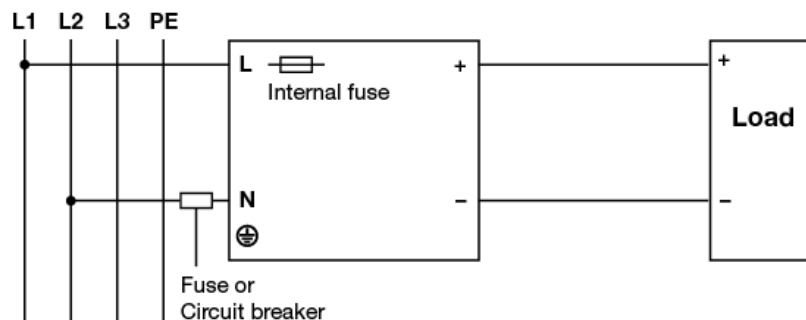 L1 L2 L3 PE
L
+
Internal fuse
N
−
+
Load
−
Fuse or
Circuit breaker